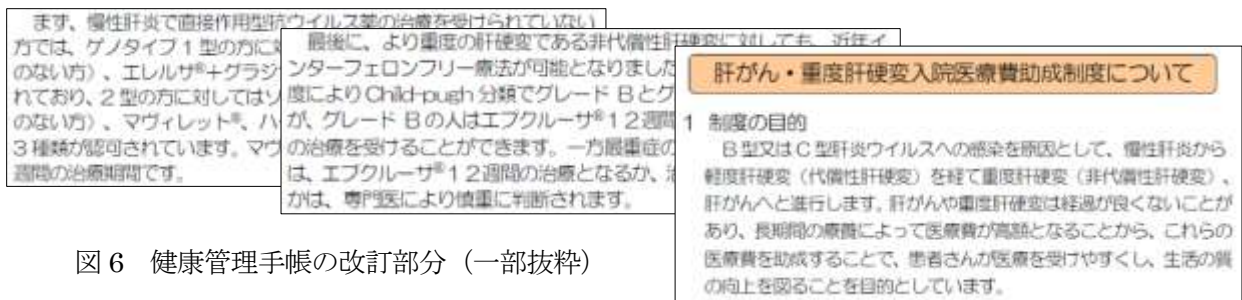 まず、慢性肝炎で直接作用型抗ウイルス薬の治療を受けられていない
方では、ゲノタイプ1型の方に
のない方）、エレルサ®+グラジ
れており、2型の方に対してはソ
のない方）、マヴィレット®、ハ
3種類が認可されています。マヴ
週間の治療期間です。
最後に、より重度の肝硬変である非代償性肝硬変に対しても、近年イ
ンターフェロンフリー療法が可能となりました
度によりChild-pugh分類でグレードBとグ
が、グレードBの人はエプクルーサ®12週間
の治療を受けることができます。一方最重症の
は、エプクルーサ®12週間の治療となるか、
かは、専門医により慎重に判断されます。
肝がん・重度肝硬変入院医療費助成制度について
1 制度の目的
B型又はC型肝炎ウイルスへの感染を原因として、慢性肝炎から
軽度肝硬変（代償性肝硬変）を経て重度肝硬変（非代償性肝硬変）、
肝がんへと進行します。肝がんや重度肝硬変は経過が良くないことが
あり、長期間の療養によって医療費が高額となることから、これらの
医療費を助成することで、患者さんが医療を受けやすくし、生活の質
の向上を図ることを目的としています。
図6 健康管理手帳の改訂部分（一部抜粋）